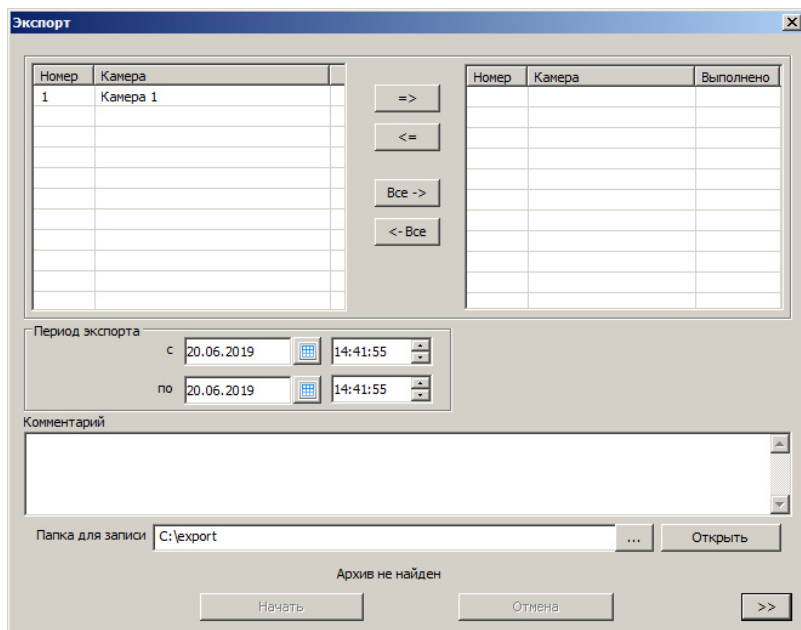 Экспорт
Номер Камера
1 Камера 1
=>
<=
Все ->
<- Все
Номер Камера Выполнено
Период экспорта
с 20.06.2019 14:41:55
по 20.06.2019 14:41:55
Комментарий
Папка для записи C:\export ... Открыть
Архив не найден
Начать Отмена >>